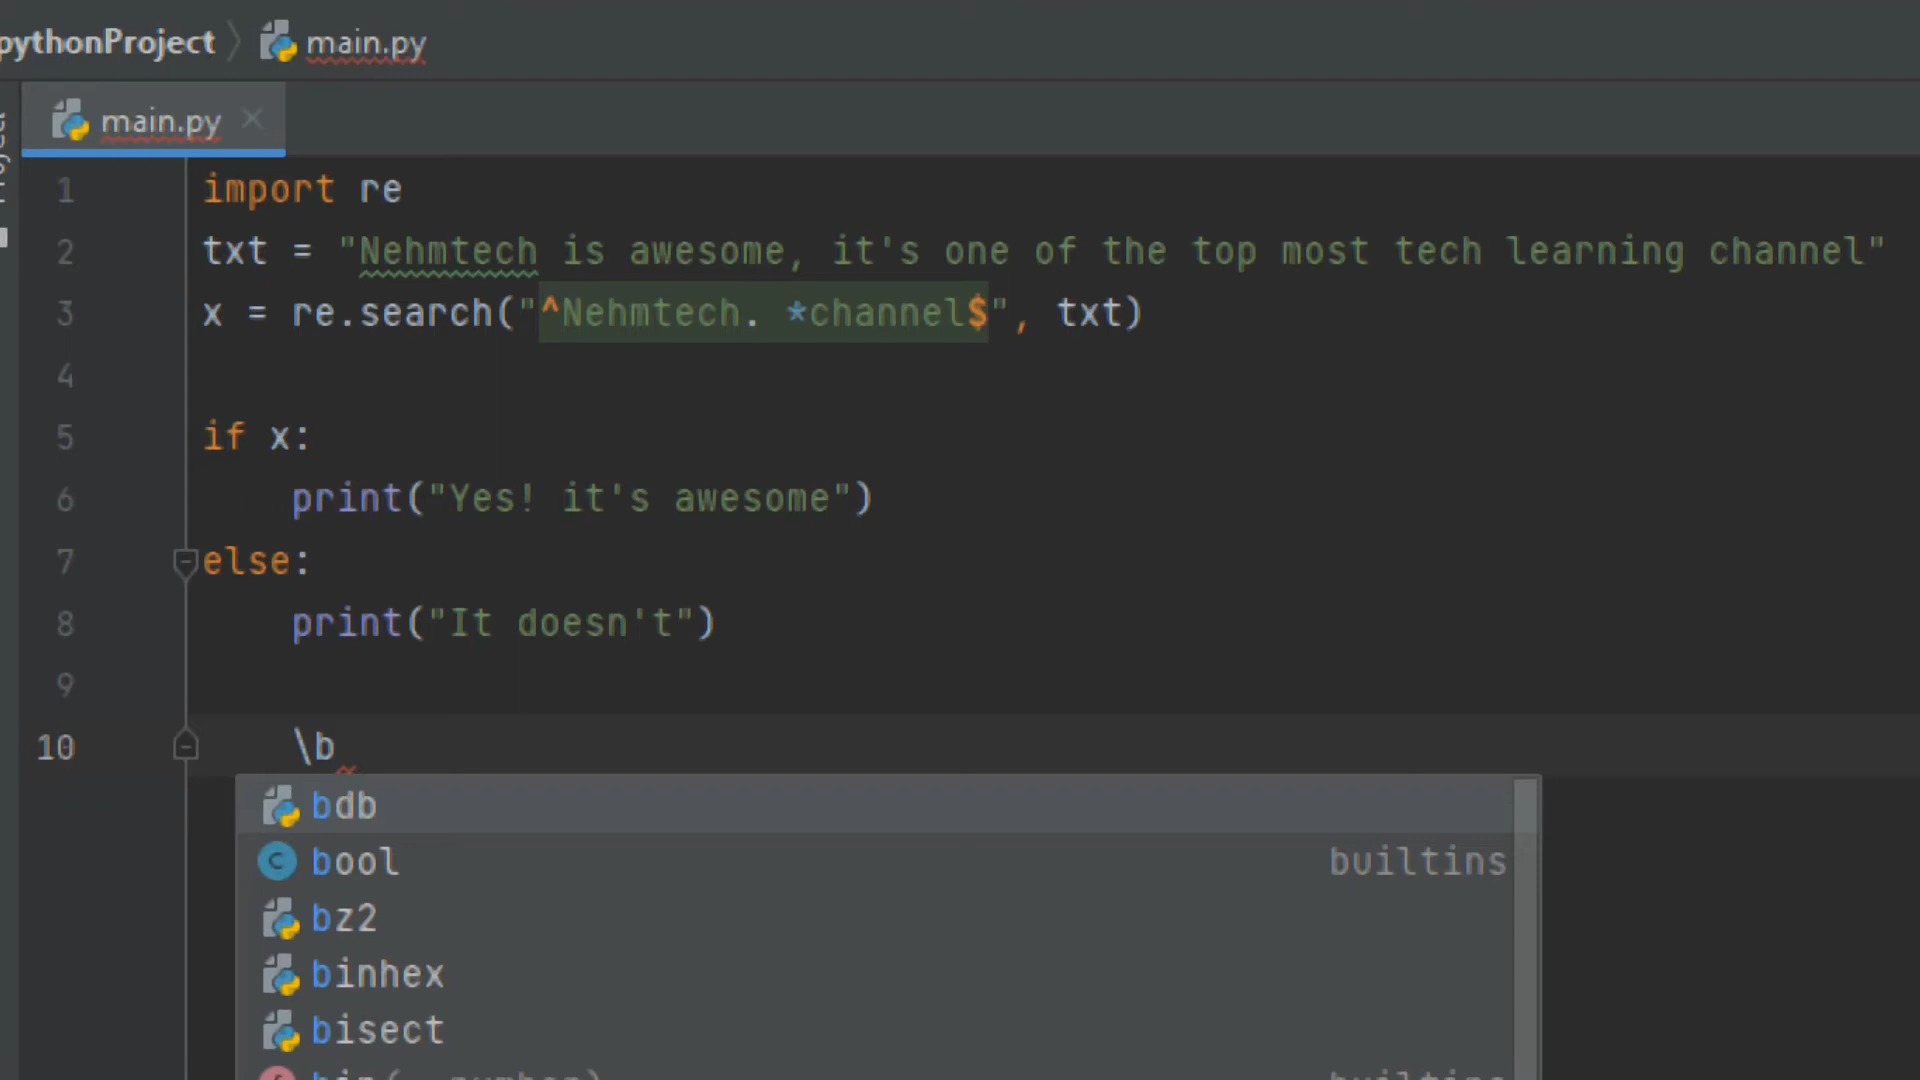 pythonProject main.py
main.py
1 import re
2 txt = "Nehmtech is awesome, it's one of the top most tech learning channel"
3 x = re.search("^Nehmtech. *channel$", txt)
4
5 if x:
6 print("Yes! it's awesome")
7 else:
8 print("It doesn't")
9
10 \b
bdb
bool builtins
bz2
binhex
bisect